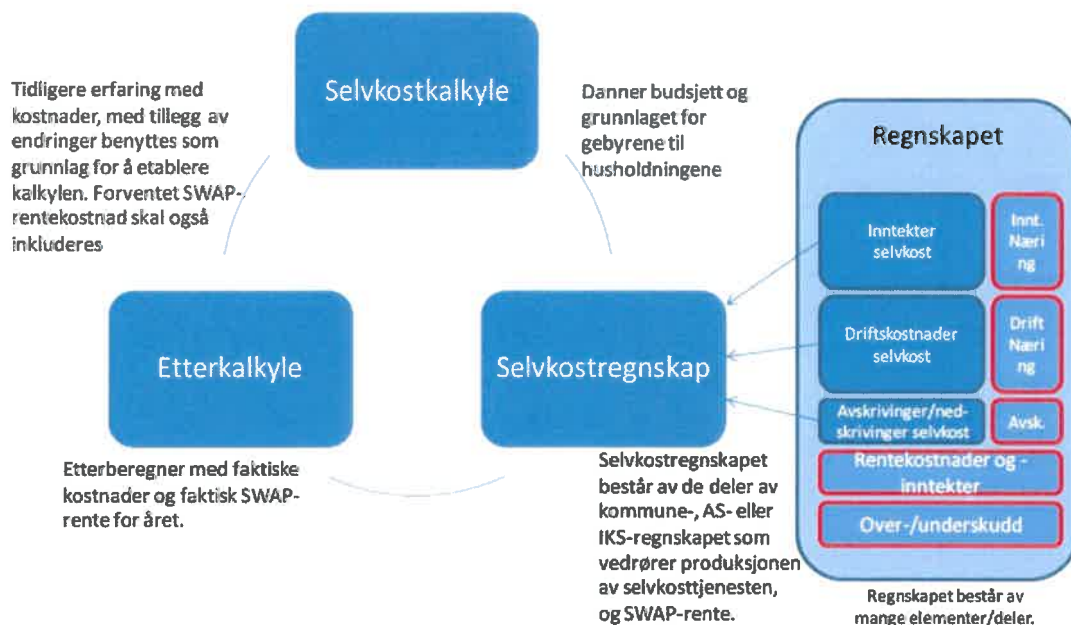 Selvkostkalkyle
Tidligere erfaring med
kostnader, med tillegg av
endringer benyttes som
grunnlag for å etablere
kalkylen. Forventet SWAP-
rentekostnad skal også
inkluderes
Danner budsjett og
grunnlaget for
gebyrene til
husholdningene
Etterkalkyle
Etterberegner med faktiske
kostnader og faktisk SWAP-
rente for året.
Selvkostregnskap
Selvkostregnskapet
består av de deler av
kommune-, AS- eller
IKS-regnskapet som
vedrører produksjonen
av selvkosttjenesten,
og SWAP-rente.
Regnskapet
Inntekter
selvkost
Innt.
Næri
ng
Driftskostnader
selvkost
Drift
Næri
ng
Avskrivinger/ned-
skrivinger selvkost
Avsk.
Rentekostnader og -
inntekter
Over-/underskudd
Regnskapet består av
mange elementer/deler.